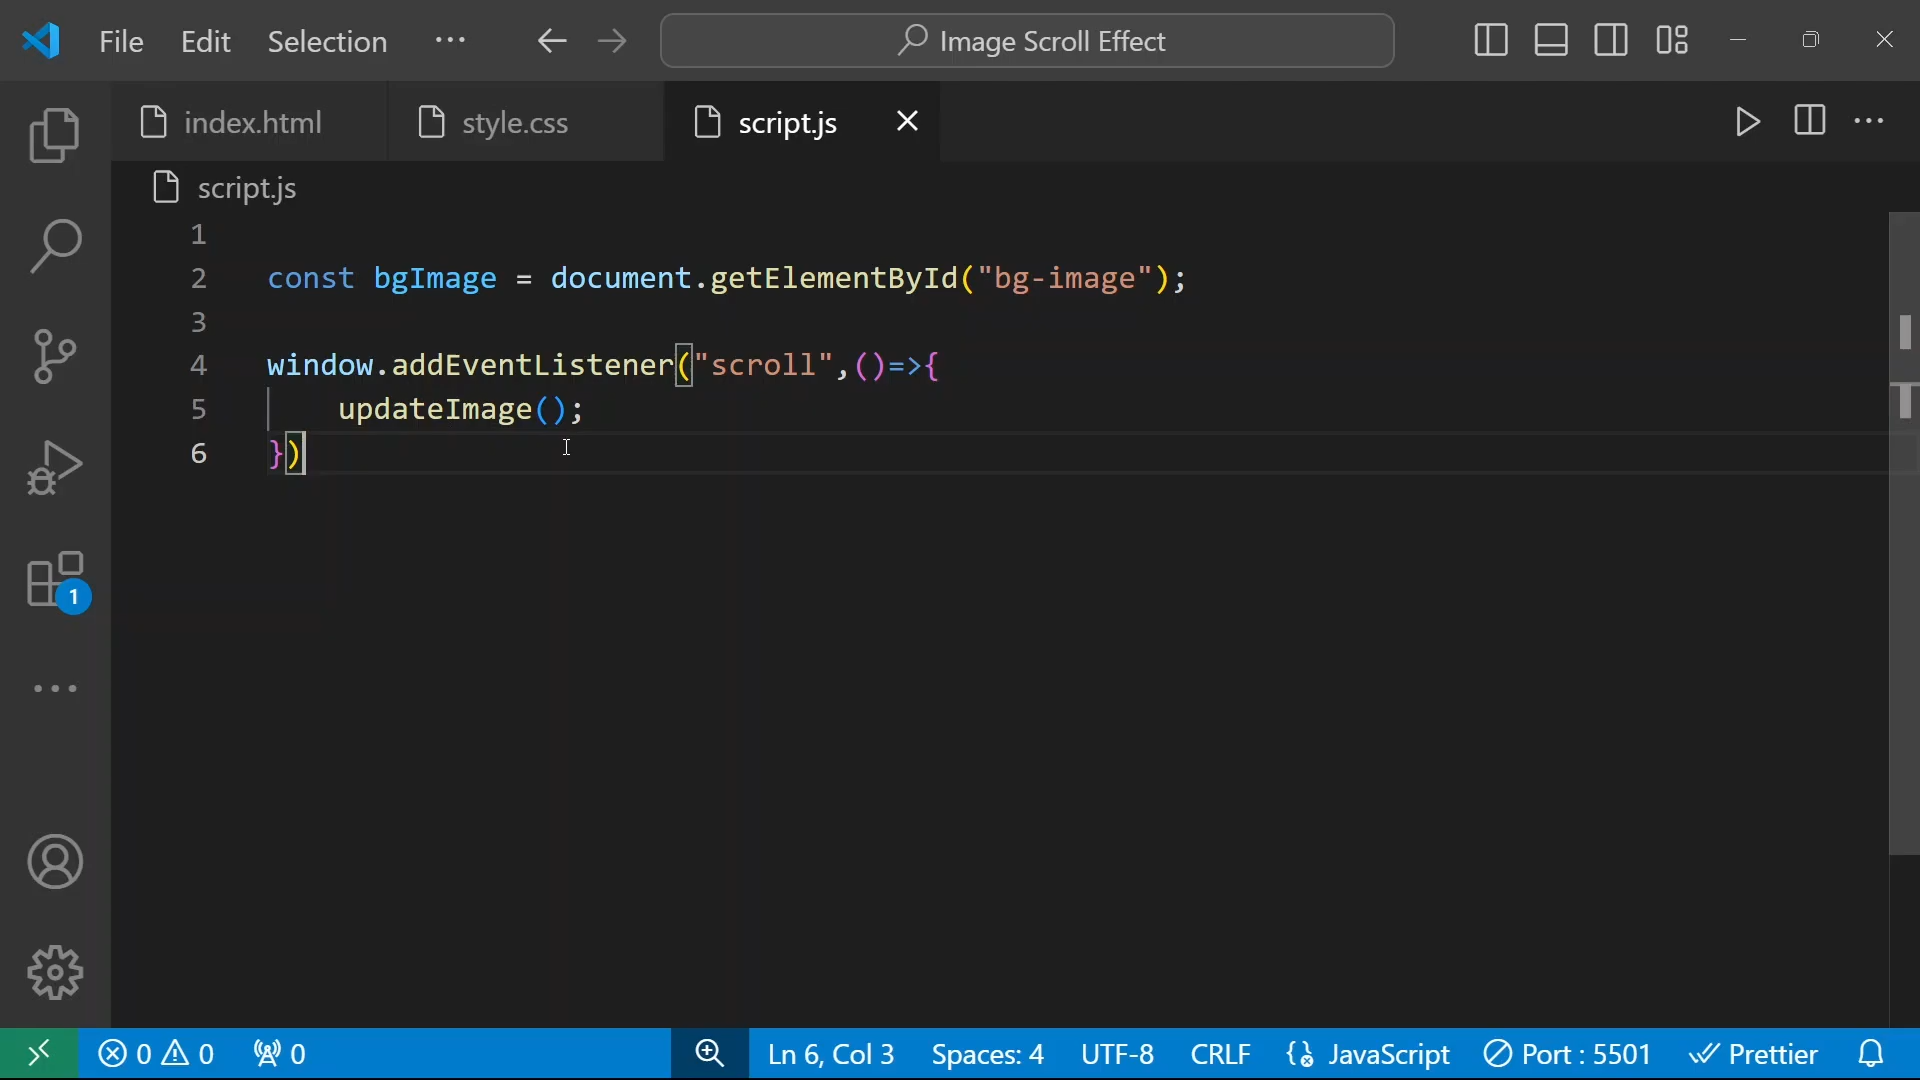 File Edit Selection ··· Image Scroll Effect
index.html style.css script.js
script.js
1
2 const bgImage = document.getElementById("bg-image");
3
4 window.addEventListener("scroll",()=>{
5 updateImage();
6 })
1
0 0 0 Ln 6, Col 3 Spaces: 4 UTF-8 CRLF JavaScript Port : 5501 Prettier